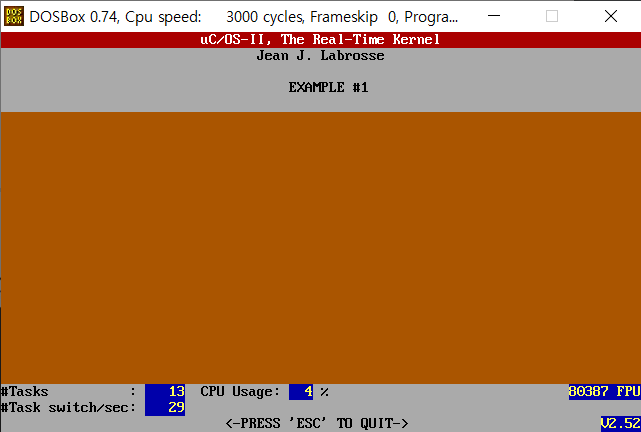 DOSBox 0.74, Cpu speed: 3000 cycles, Frameskip 0, Progra...
uC/OS-II, The Real-Time Kernel
Jean J. Labrosse
EXAMPLE #1
#Tasks : 13 CPU Usage: 4 % 80387 FPU
#Task switch/sec: 29
<-PRESS 'ESC' TO QUIT-> V2.52